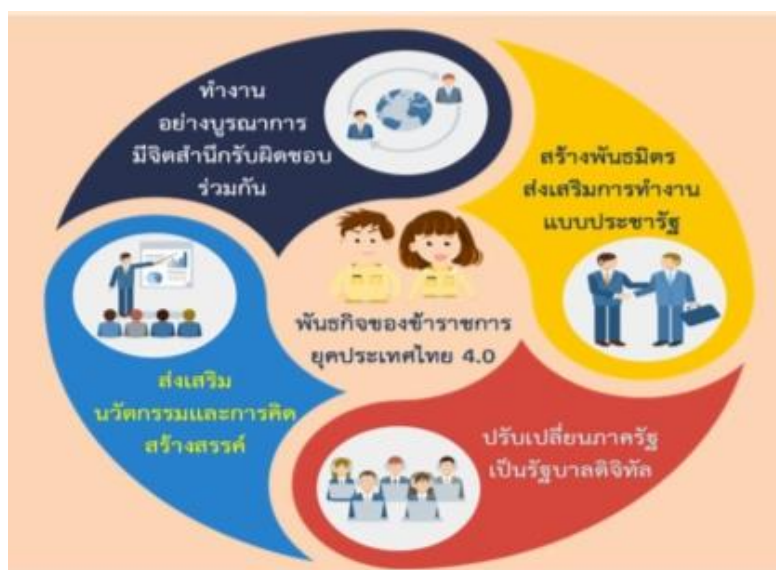 ทำงาน
อย่างบูรณาการ
มีจิตสำนึกรับผิดชอบ
ร่วมกัน
สร้างพันธมิตร
ส่งเสริมการทำงาน
แบบประชารัฐ
พันธกิจของข้าราชการ
ยุคประเทศไทย 4.0
ส่งเสริม
นวัตกรรมและการคิด
สร้างสรรค์
ปรับเปลี่ยนภาครัฐ
เป็นรัฐบาลดิจิทัล